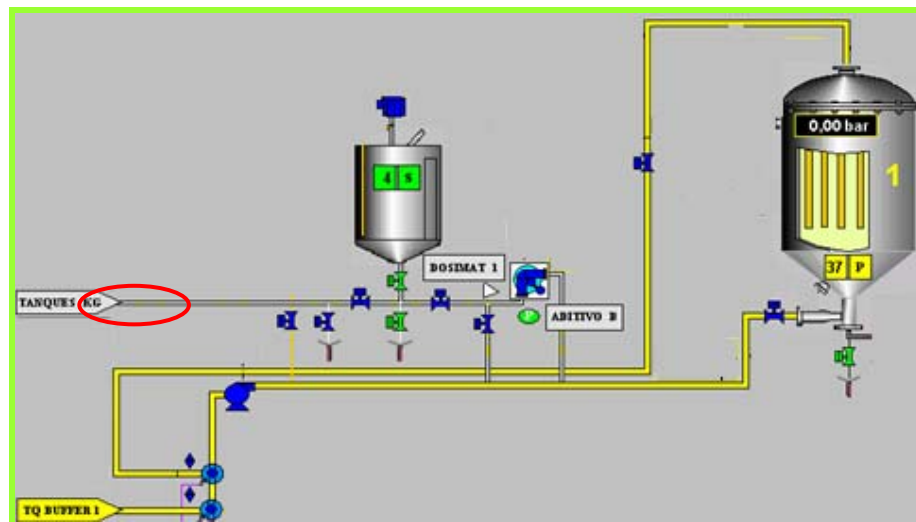 0,00 bar
1
4 S
37 P
DOSIMAT 1
TANQUES KG
ADITIVO B
TQ BUFFER 1